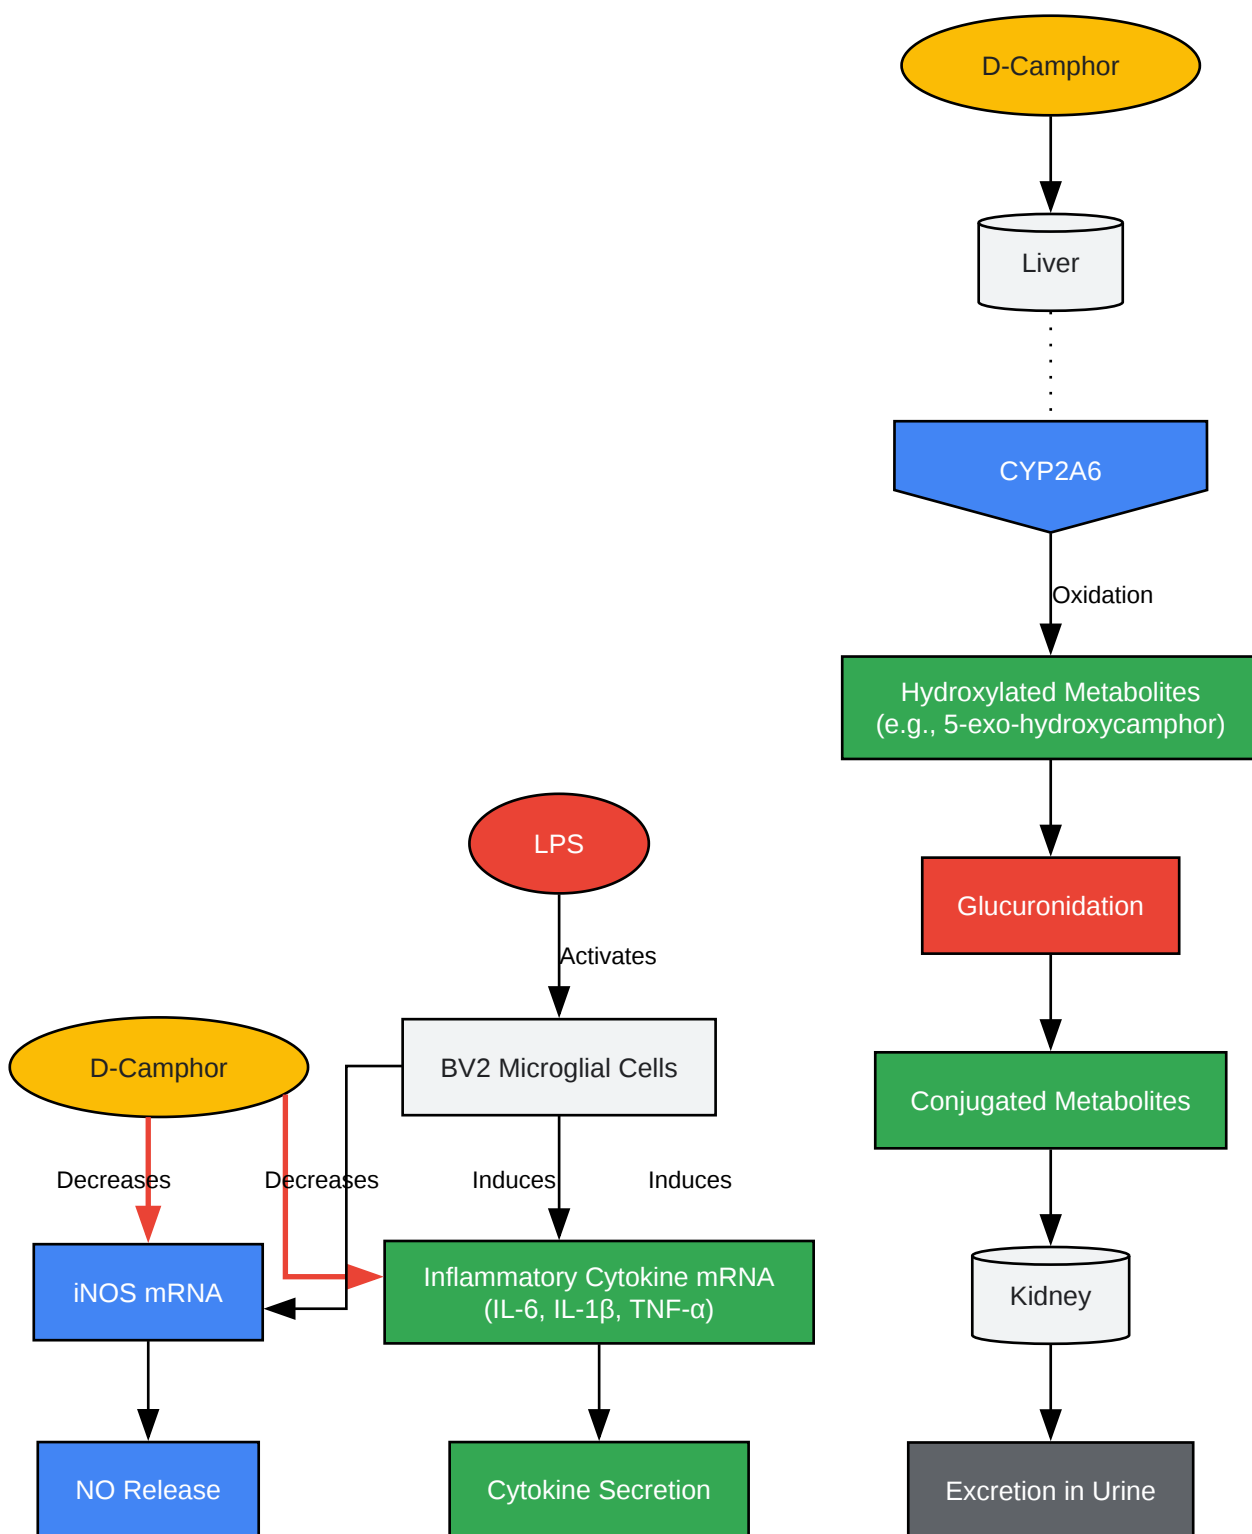 D-Camphor
Liver
CYP2A6
Oxidation
Hydroxylated Metabolites
(e.g., 5-exo-hydroxycamphor)
LPS
Glucuronidation
Activates
D-Camphor
BV2 Microglial Cells
Conjugated Metabolites
Decreases
Decreases
Induces
Induces
iNOS mRNA
Inflammatory Cytokine mRNA
(IL-6, IL-1β, TNF-α)
Kidney
NO Release
Cytokine Secretion
Excretion in Urine